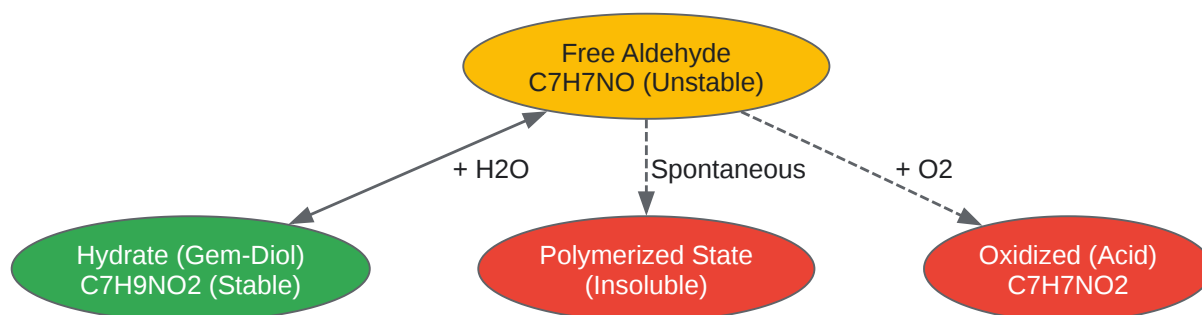 Free Aldehyde
C7H7NO (Unstable)
+ H2O
Spontaneous
+ O2
Hydrate (Gem-Diol)
C7H9NO2 (Stable)
Polymerized State
(Insoluble)
Oxidized (Acid)
C7H7NO2